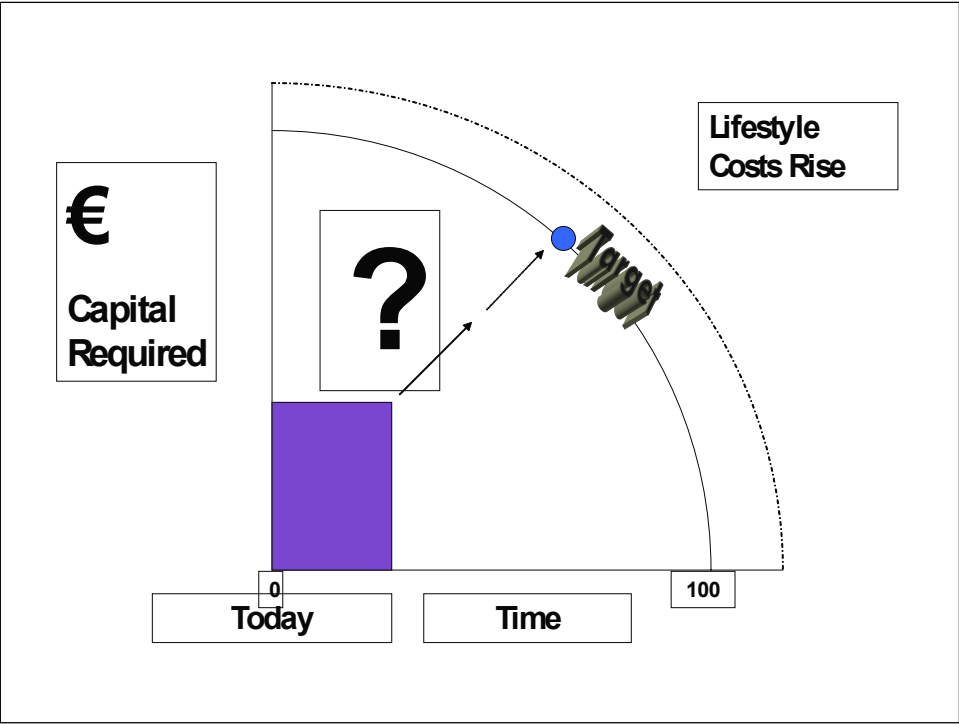 €
Capital
Required
?
Lifestyle
Costs Rise
Target
0
100
Today
Time